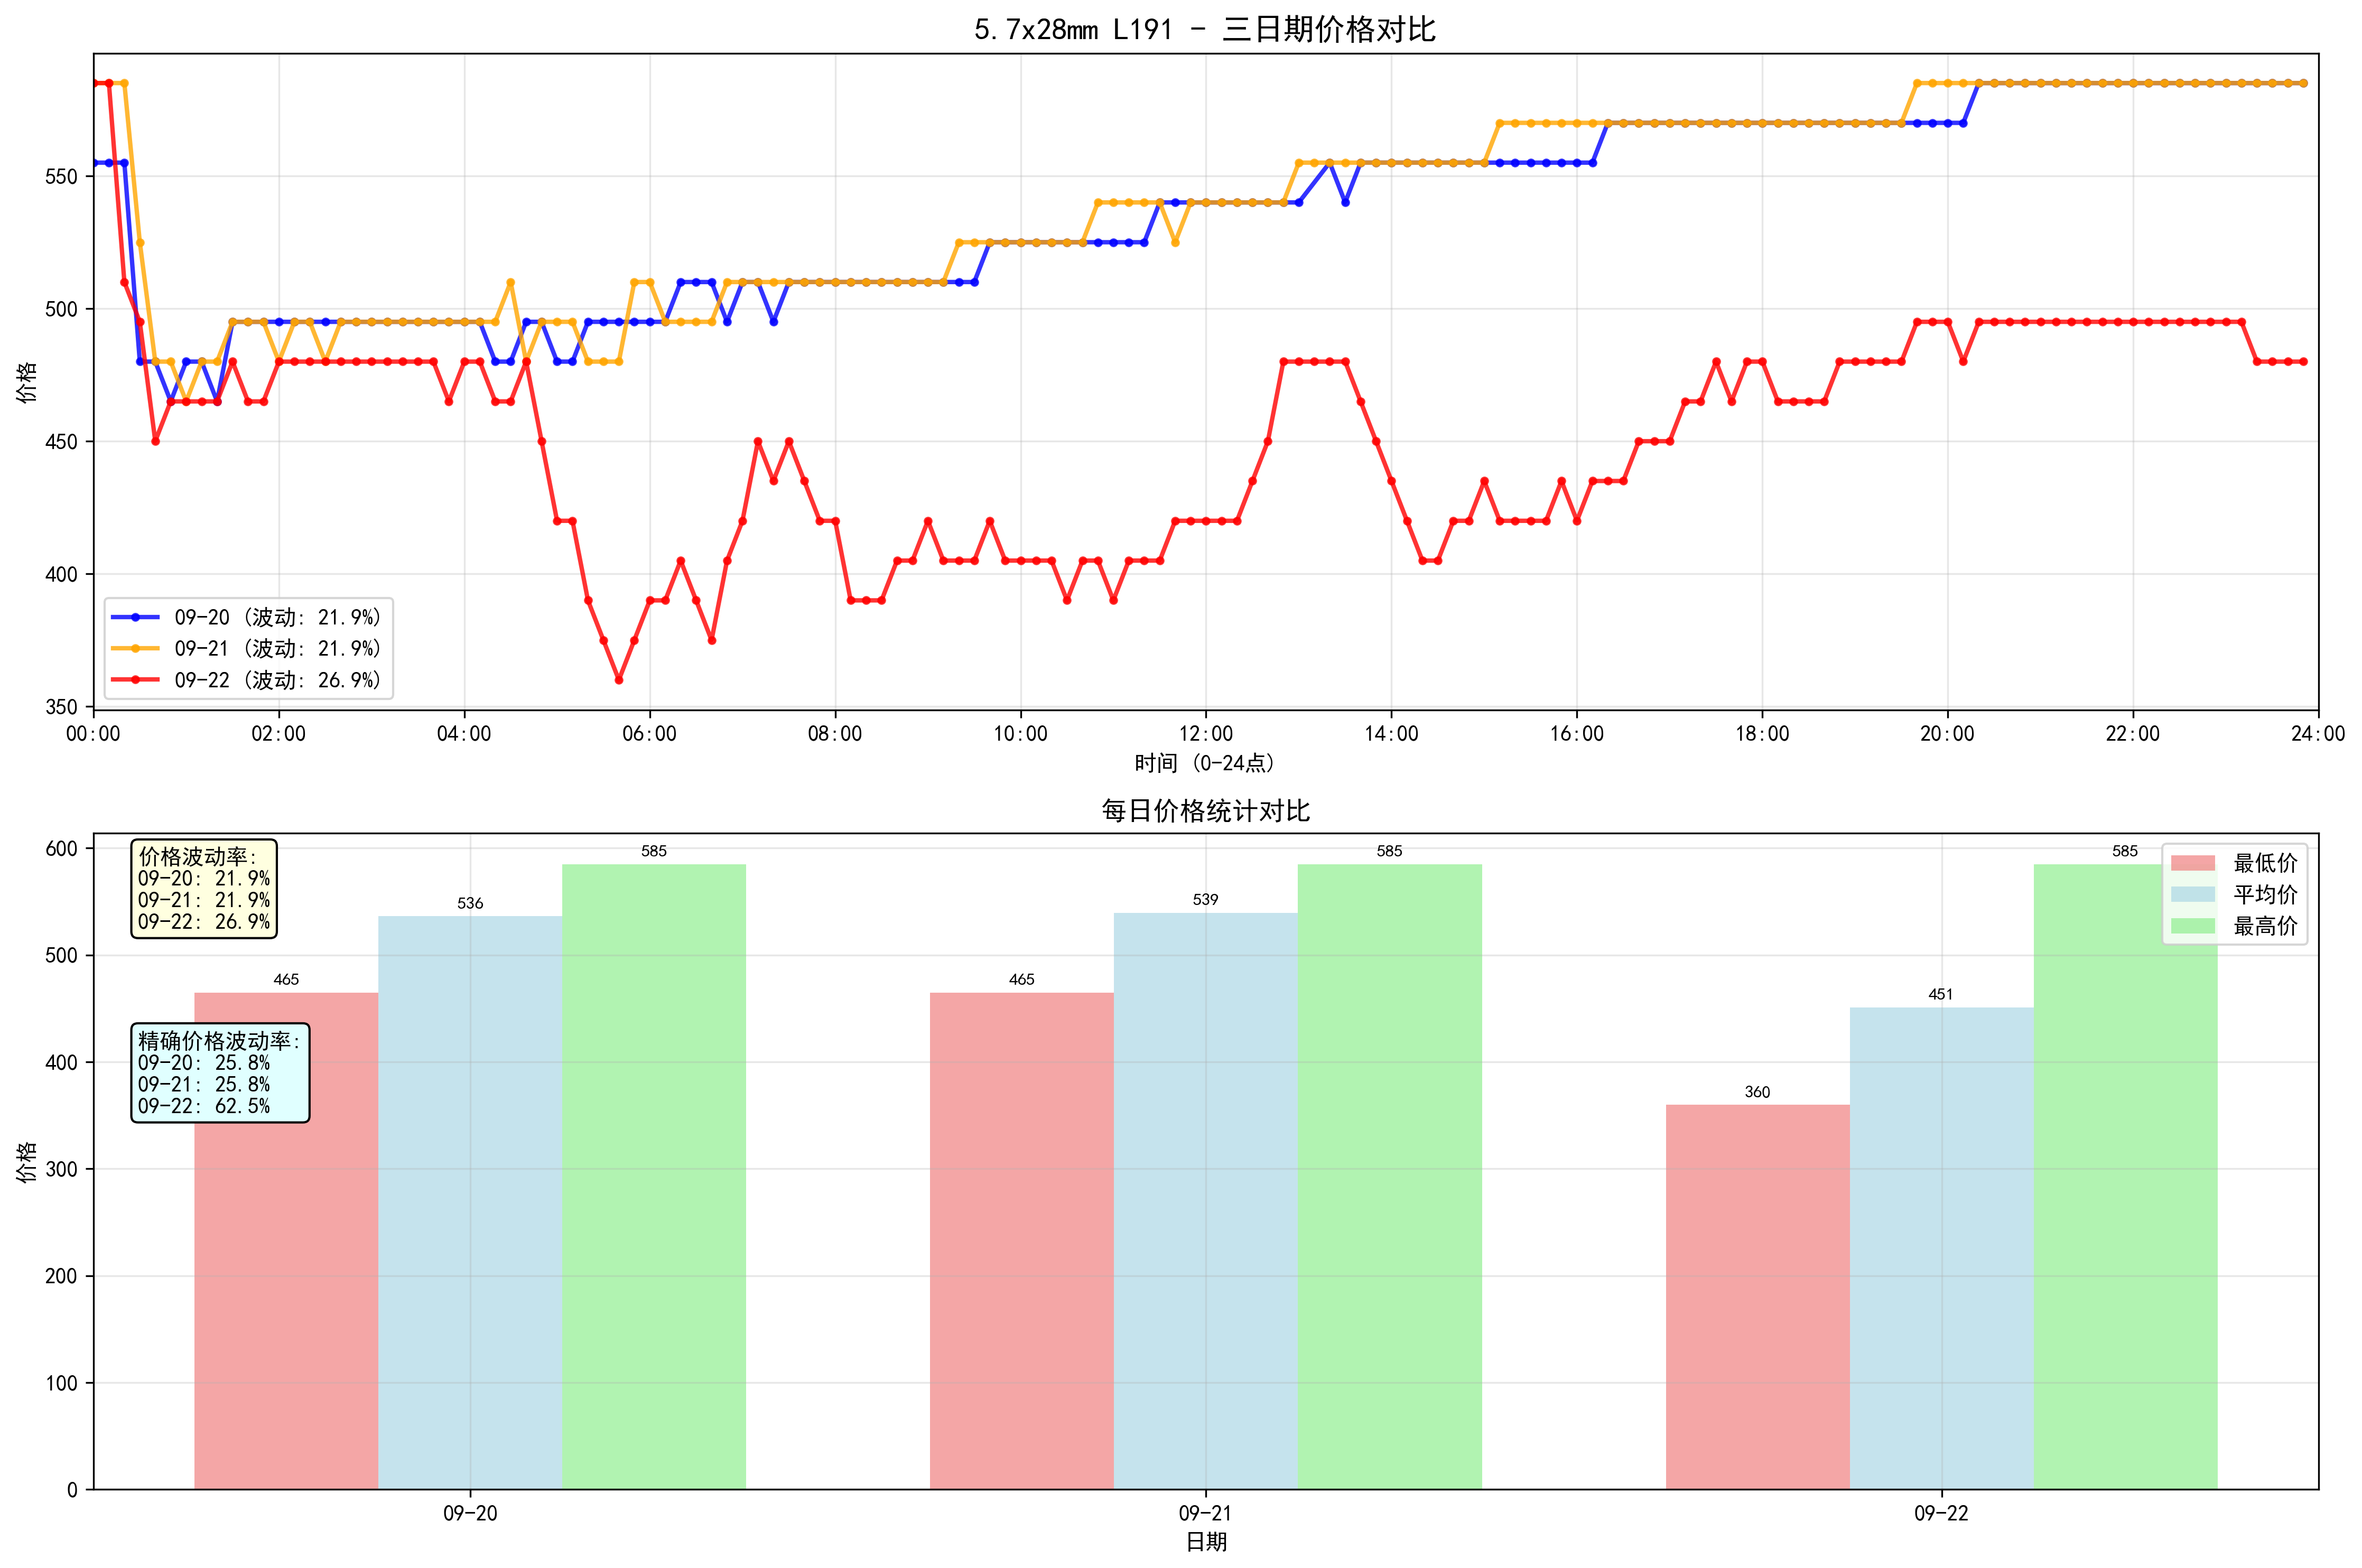 5.7x28mm L191 - 三日期价格对比
价格
550
500
450
400
350
09-20 (波动: 21.9%)
09-21 (波动: 21.9%)
09-22 (波动: 26.9%)
00:00 02:00 04:00 06:00 08:00 10:00 12:00 14:00 16:00 18:00 20:00 22:00 24:00
时间 (0-24点)
每日价格统计对比
价格
600
500
400
300
200
100
0
价格波动率:
09-20: 21.9%
09-21: 21.9%
09-22: 26.9%
精确价格波动率:
09-20: 25.8%
09-21: 25.8%
09-22: 62.5%
465 536 585
465 539 585
360 451 585
最低价
平均价
最高价
09-20 09-21 09-22
日期